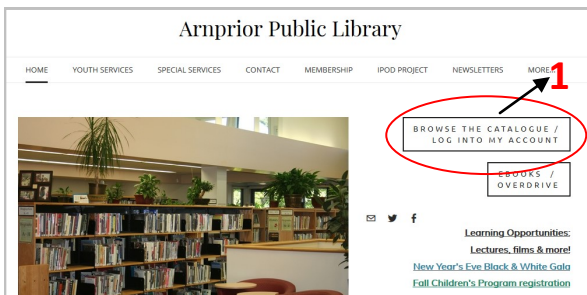 Arnprior Public Library
HOME YOUTH SERVICES SPECIAL SERVICES CONTACT MEMBERSHIP IPOD PROJECT NEWSLETTERS MORE...
1
BROWSE THE CATALOGUE /
LOG INTO MY ACCOUNT
EBOOKS /
OVERDRIVE
Learning Opportunities:
Lectures, films & more!
New Year's Eve Black & White Gala
Fall Children's Program registration